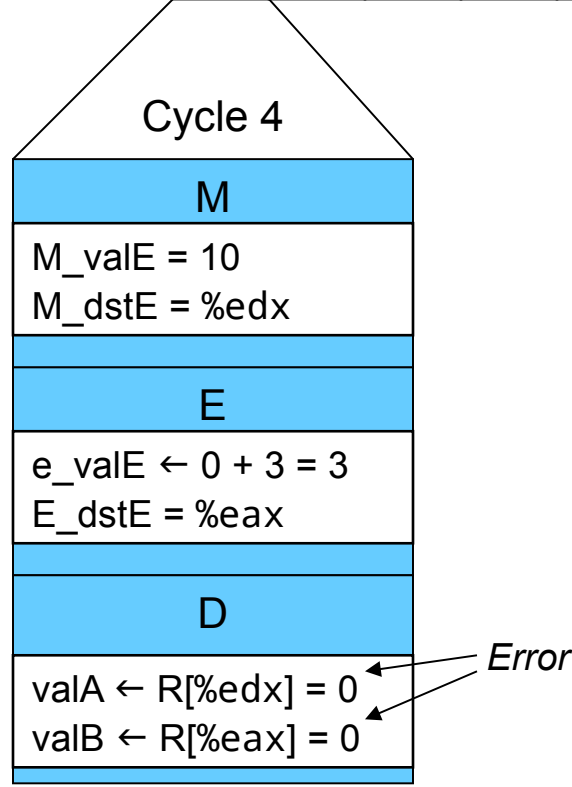 Cycle 4
M
M_valE = 10
M_dstE = %edx
E
e_valE ← 0 + 3 = 3
E_dstE = %eax
D
valA ← R[%edx] = 0
valB ← R[%eax] = 0
Error